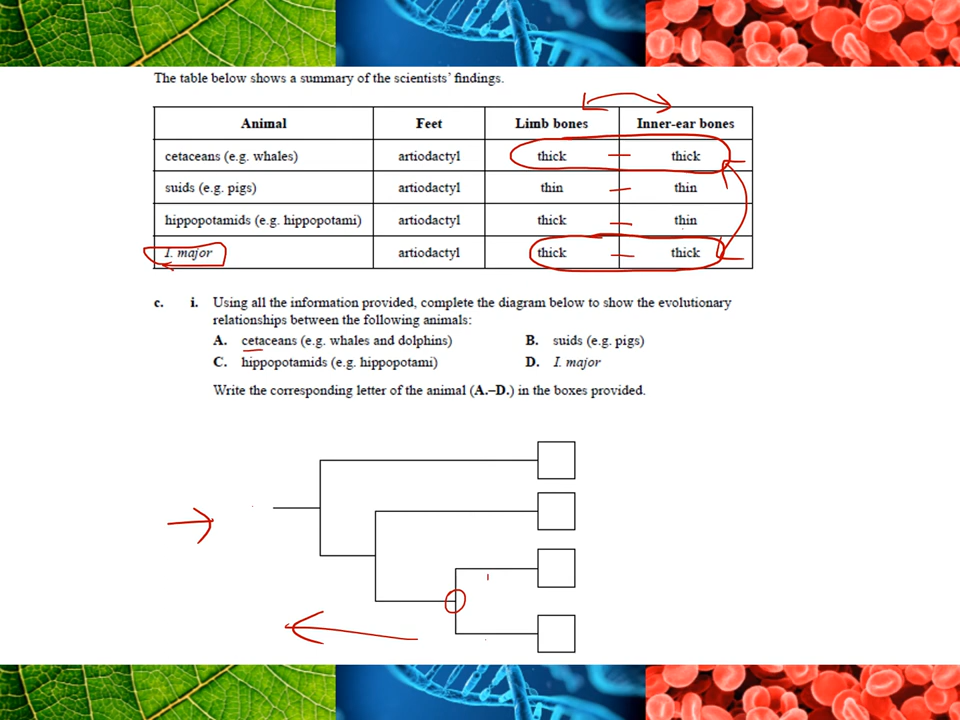 The table below shows a summary of the scientists' findings.
Animal Feet Limb bones Inner-ear bones
cetaceans (e.g. whales) artiodactyl thick thick
suids (e.g. pigs) artiodactyl thin thin
hippopotamids (e.g. hippopotami) artiodactyl thick thin
I. major artiodactyl thick thick
c. i. Using all the information provided, complete the diagram below to show the evolutionary
relationships between the following animals:
A. cetaceans (e.g. whales and dolphins) B. suids (e.g. pigs)
C. hippopotamids (e.g. hippopotami) D. I. major
Write the corresponding letter of the animal (A.–D.) in the boxes provided.